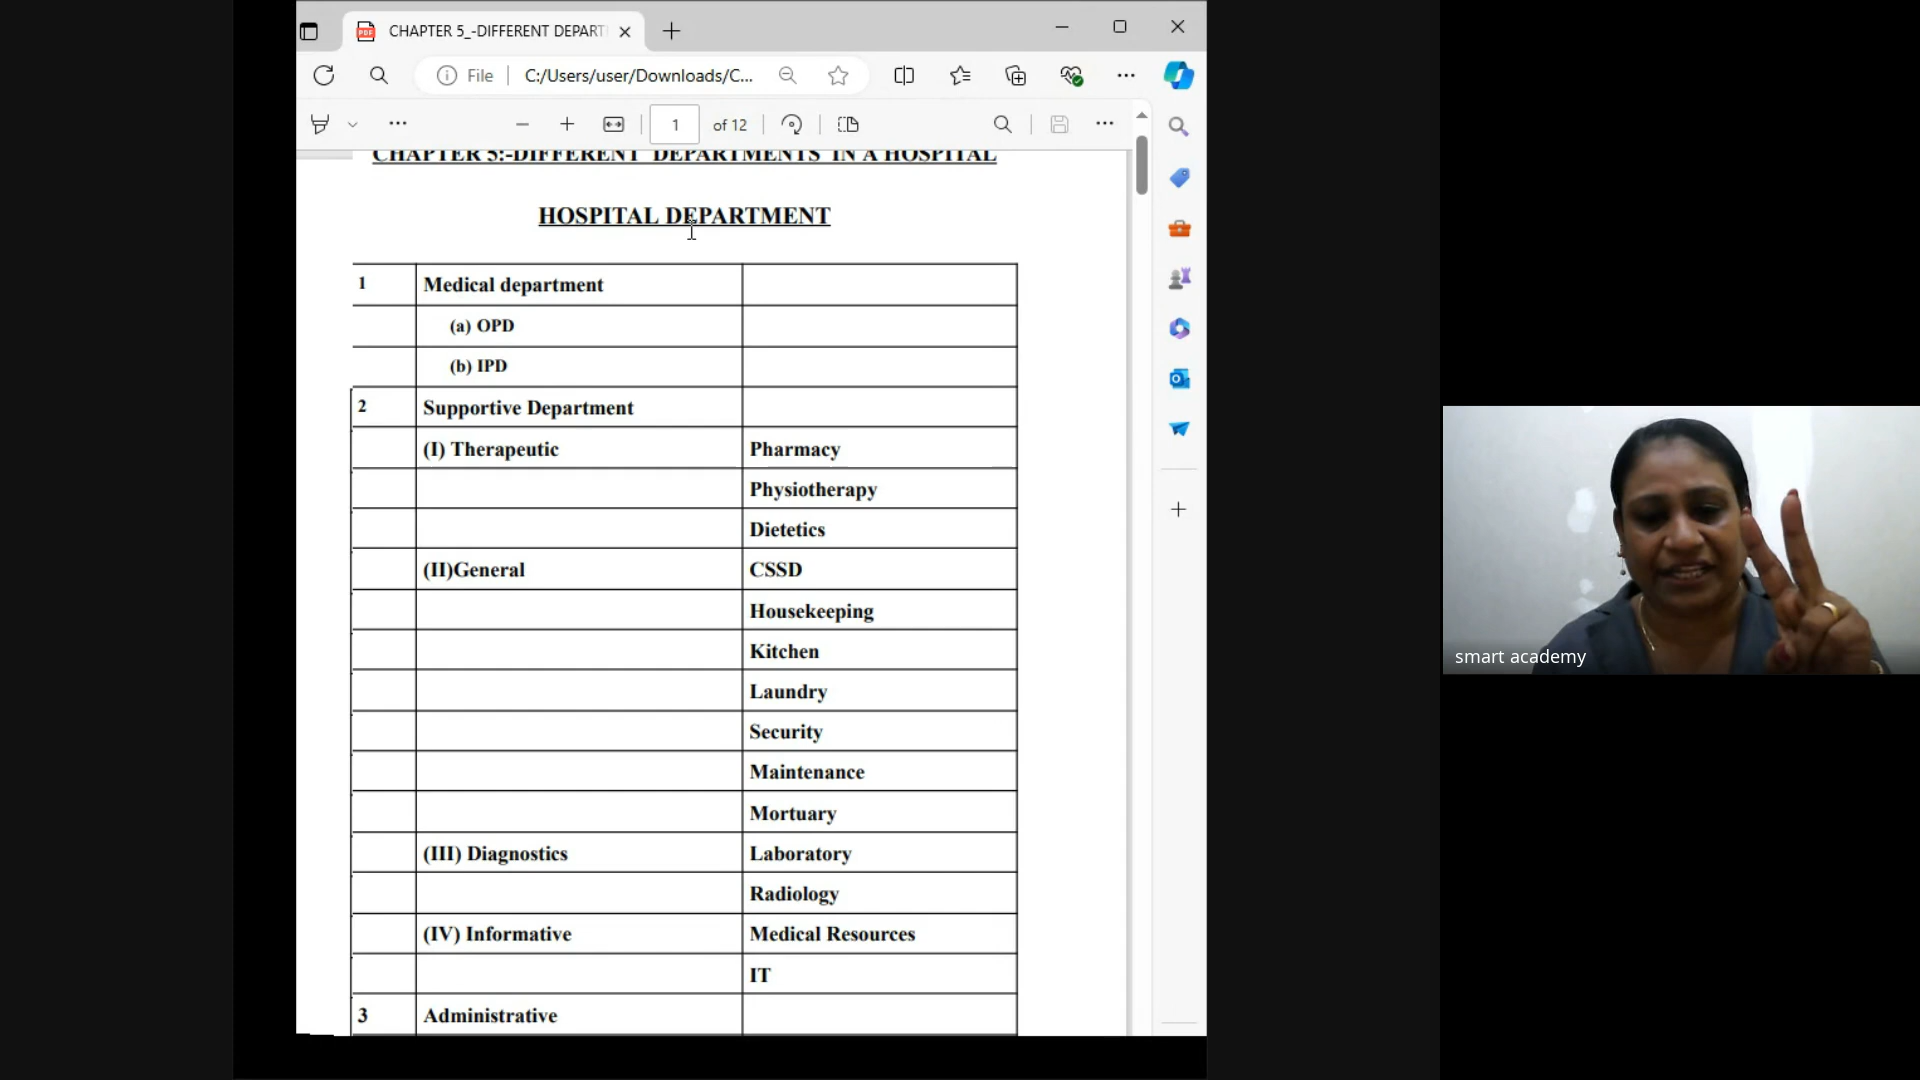 CHAPTER 5_-DIFFERENT DEPART
File
C:/Users/user/Downloads/C...
1 of 12
CHAPTER 5:-DIFFERENT DEPARTMENTS IN A HOSPITAL
HOSPITAL DEPARTMENT
1 Medical department
(a) OPD
(b) IPD
2 Supportive Department
(I) Therapeutic Pharmacy
Physiotherapy
Dietetics
(II)General CSSD
Housekeeping
Kitchen
Laundry
Security
Maintenance
Mortuary
(III) Diagnostics Laboratory
Radiology
(IV) Informative Medical Resources
IT
3 Administrative
smart academy